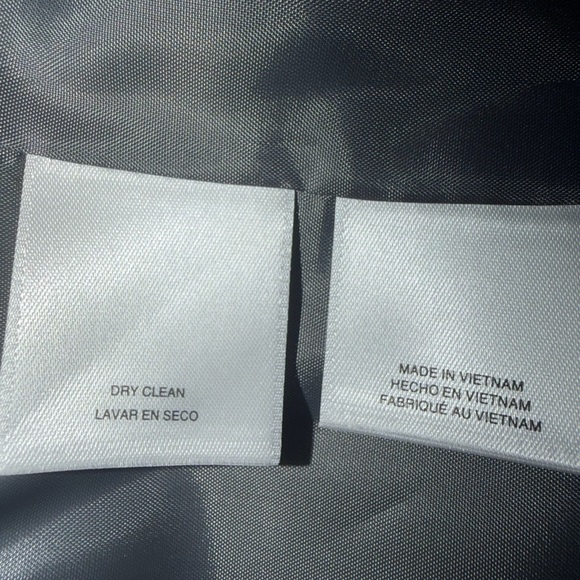 DRY CLEAN
LAVAR EN SECO
MADE IN VIETNAM
HECHO EN VIETNAM
FABRIQUÉ AU VIETNAM